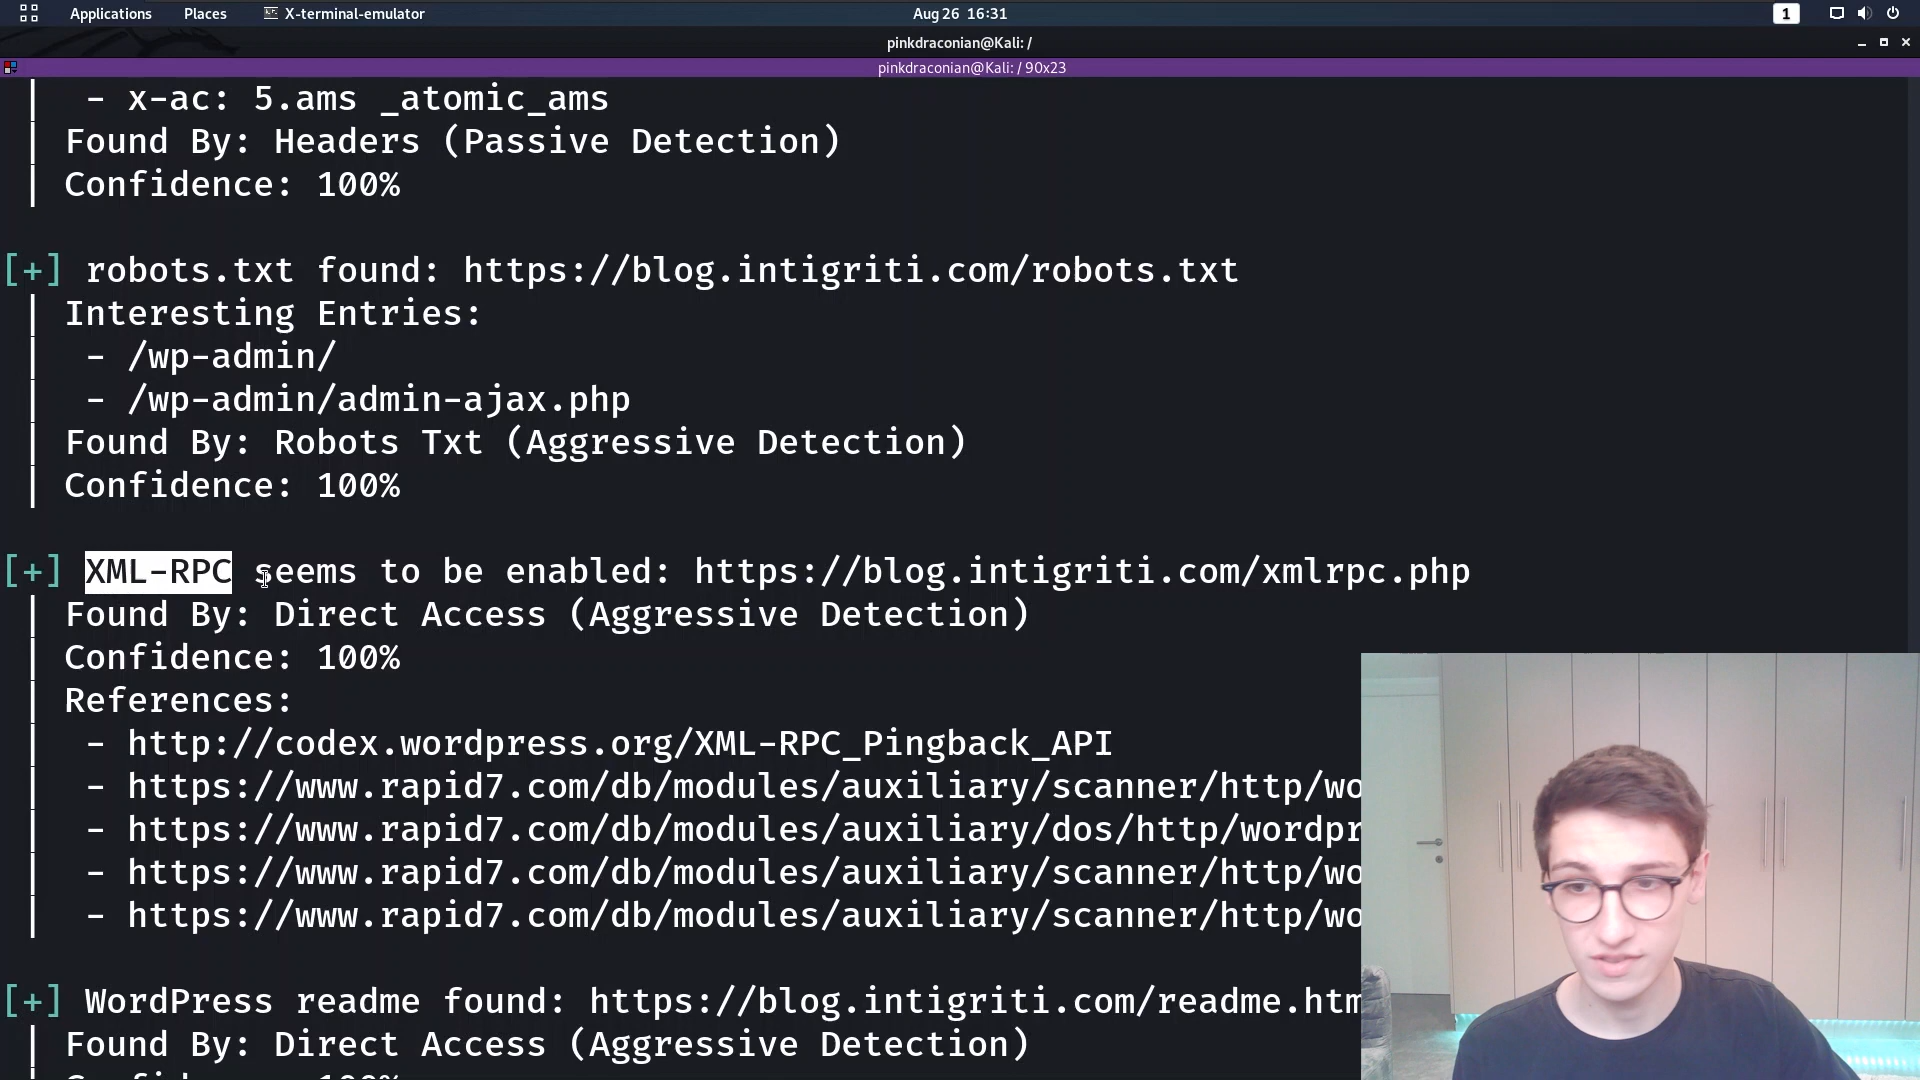 Applications Places X-terminal-emulator Aug 26 16:31 1
pinkdraconian@Kali: /
pinkdraconian@Kali: / 90x23
| - x-ac: 5.ams _atomic_ams
| Found By: Headers (Passive Detection)
| Confidence: 100%
[+] robots.txt found: https://blog.intigriti.com/robots.txt
| Interesting Entries:
| - /wp-admin/
| - /wp-admin/admin-ajax.php
| Found By: Robots Txt (Aggressive Detection)
| Confidence: 100%
[+] XML-RPC seems to be enabled: https://blog.intigriti.com/xmlrpc.php
| Found By: Direct Access (Aggressive Detection)
| Confidence: 100%
| References:
| - http://codex.wordpress.org/XML-RPC_Pingback_API
| - https://www.rapid7.com/db/modules/auxiliary/scanner/http/wo
| - https://www.rapid7.com/db/modules/auxiliary/dos/http/wordpr
| - https://www.rapid7.com/db/modules/auxiliary/scanner/http/wo
| - https://www.rapid7.com/db/modules/auxiliary/scanner/http/wo
[+] WordPress readme found: https://blog.intigriti.com/readme.htm
| Found By: Direct Access (Aggressive Detection)